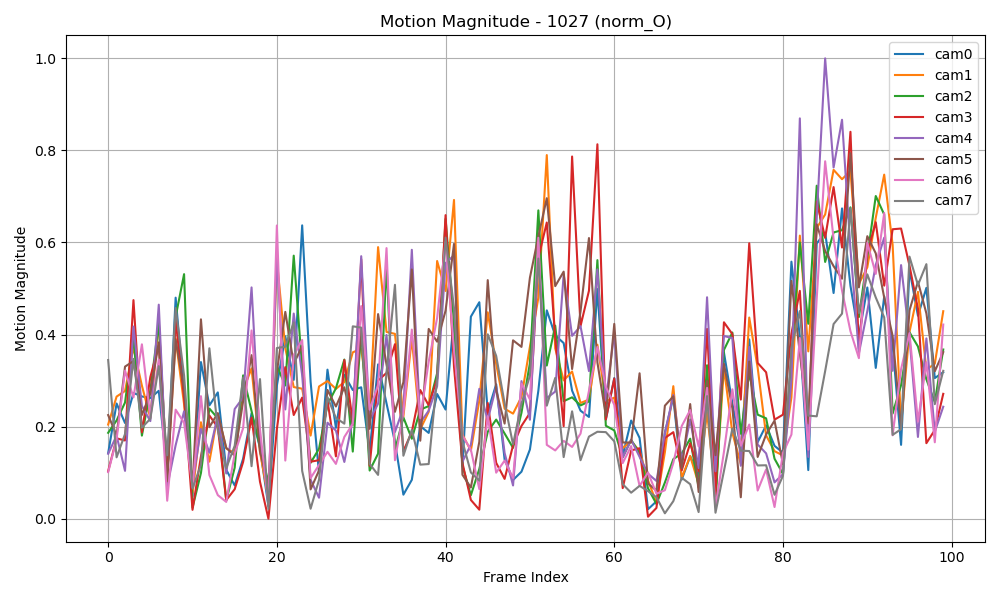 Motion Magnitude - 1027 (norm_O)
Motion Magnitude
1.0
0.8
0.6
0.4
0.2
0.0
cam0
cam1
cam2
cam3
cam4
cam5
cam6
cam7
0
20
40
60
80
100
Frame Index